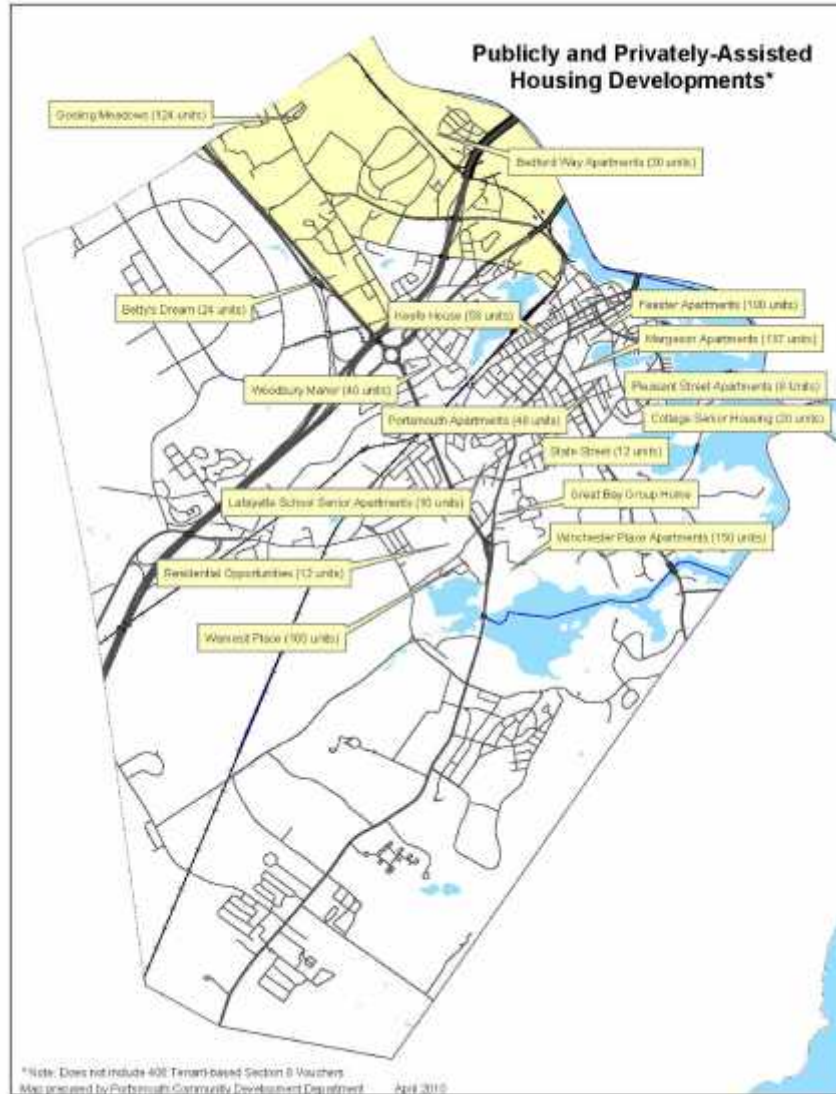 Publicly and Privately-Assisted
Housing Developments*
Gosling Meadows (124 units)
Bedford Way Apartments (30 units)
Betty's Dream (24 units)
Keefe House (58 units)
Feaster Apartments (100 units)
Margeson Apartments (137 units)
Woodbury Manor (40 units)
Pleasant Street Apartments (8 Units)
Portsmouth Apartments (48 units)
Cottage Senior Housing (20 units)
State Street (12 units)
Lafayette School Senior Apartments (10 units)
Great Bay Group Home
Winchester Place Apartments (150 units)
Residential Opportunities (12 units)
Wamesit Place (100 units)
*Note: Does not include 408 Tenant-based Section 8 Vouchers
Map prepared by Portsmouth Community Development Department April 2010